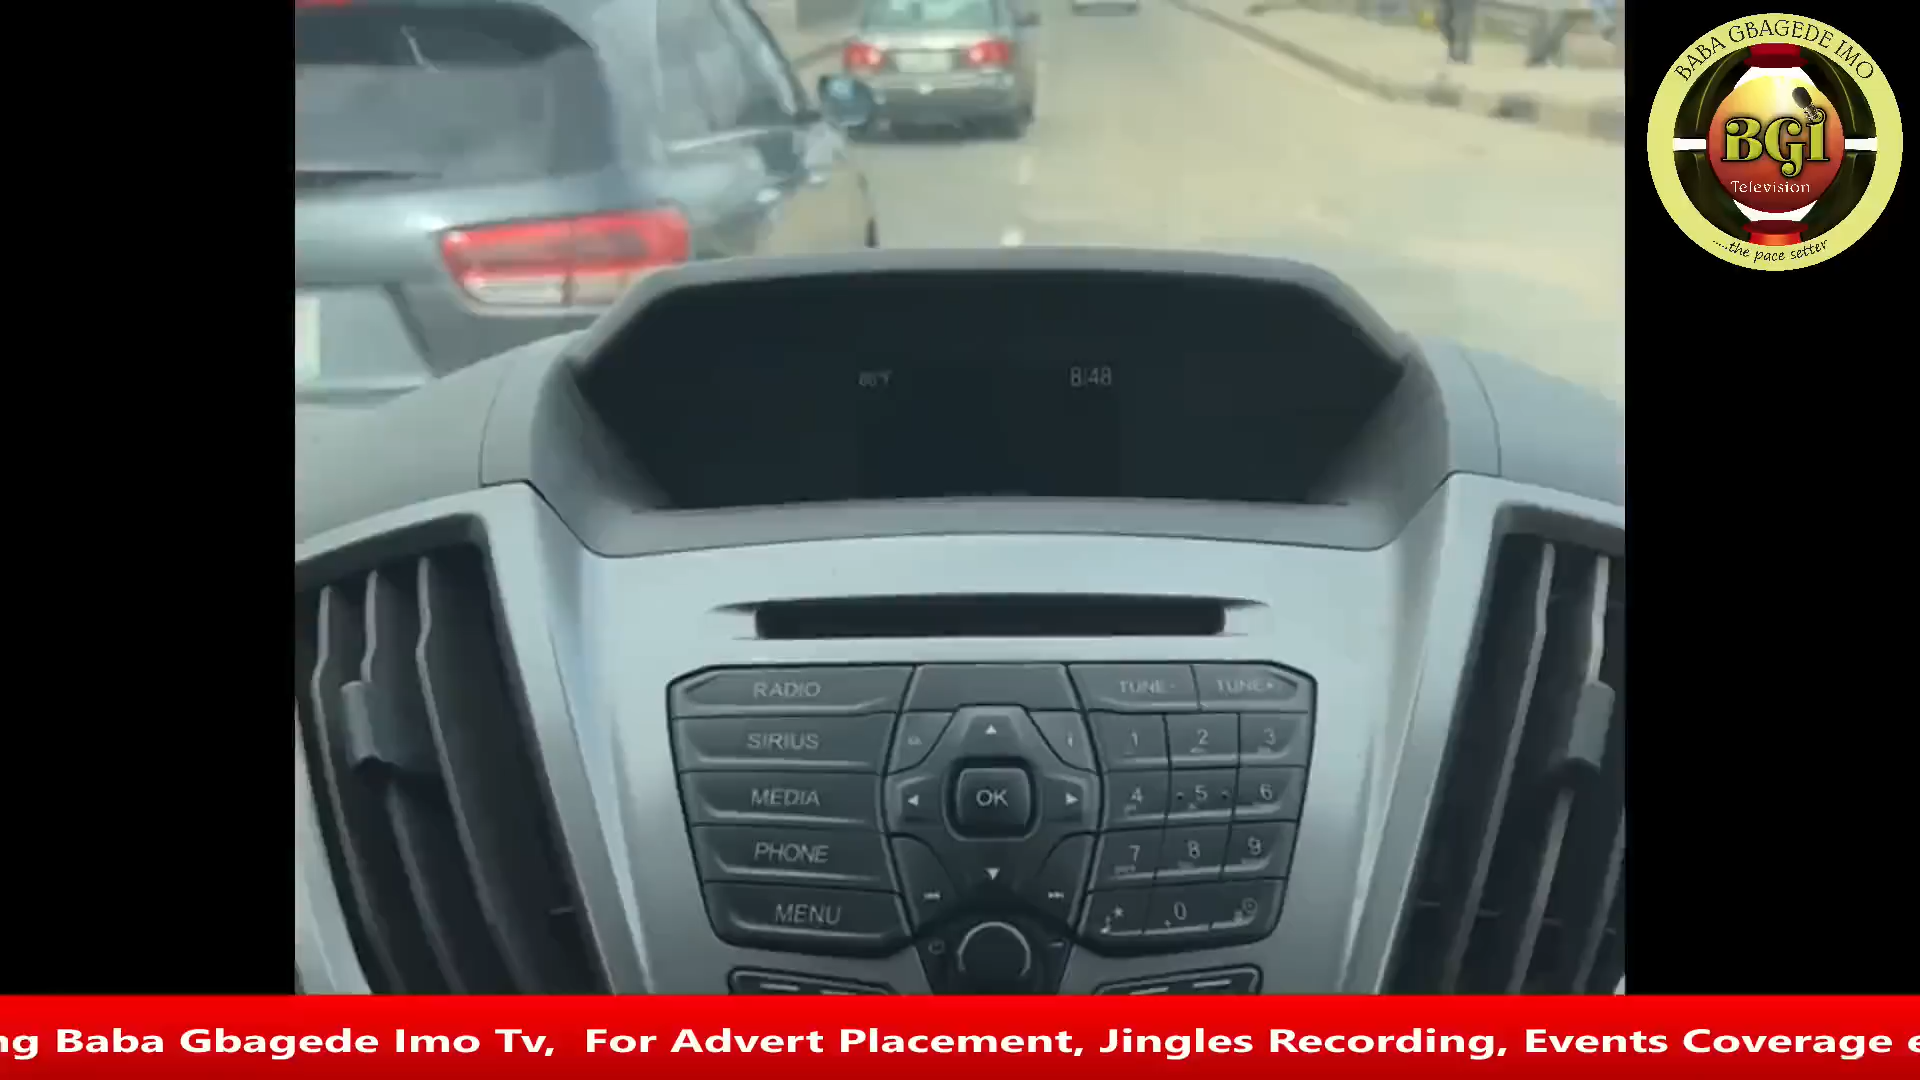 BABA GBAGEDE IMO
BGI
Television
.....the pace setter
8:48
RADIO
TUNE-
TUNE+
SIRIUS
1
2
3
MEDIA
OK
4
5
6
PHONE
7
8
9
MENU
*
0
ng Baba Gbagede Imo Tv, For Advert Placement, Jingles Recording, Events Coverage e